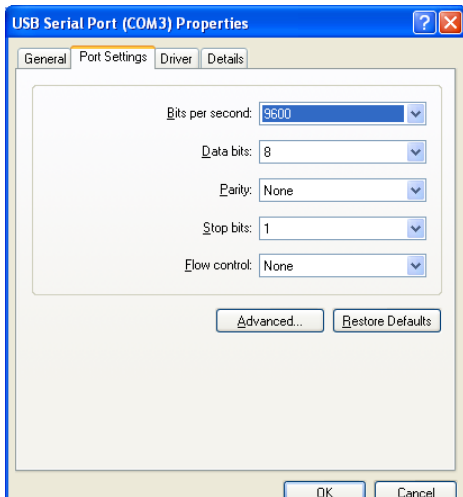 USB Serial Port (COM3) Properties
General Port Settings Driver Details
Bits per second: 9600
Data bits: 8
Parity: None
Stop bits: 1
Flow control: None
Advanced... Restore Defaults
OK Cancel